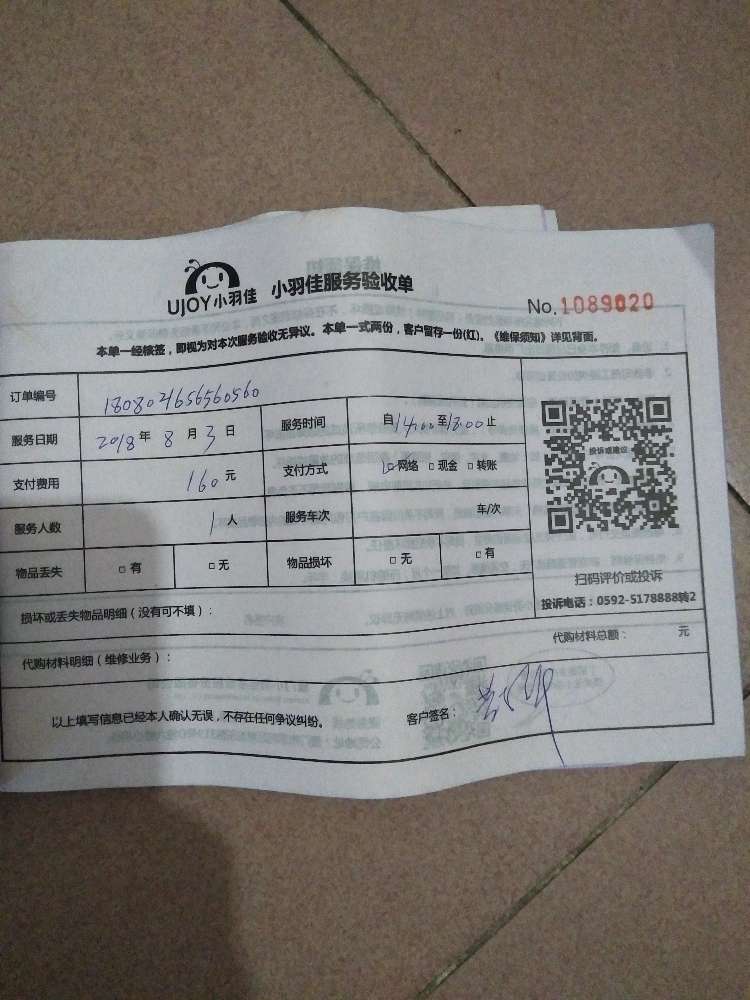 UJOY小羽佳 小羽佳服务验收单
No.1089020
本单一经核签，即视为对本次服务验收无异议。本单一式两份，客户留存一份(红)。《维保须知》详见背面。
订单编号 1808021656560560
服务日期 2018年 8月 3日 服务时间 自14:00至18:00止
支付费用 160元 支付方式 □网络 □现金 □转账
服务人数 1人 服务车次 车/次
物品丢失 □有 □无 物品损坏 □无 □有
投诉或建议
扫码评价或投诉
投诉电话：0592-5178888转2
损坏或丢失物品明细（没有可不填）：
代购材料明细（维修业务）： 代购材料总额： 元
以上填写信息已经本人确认无误，不存在任何争议纠纷。 客户签名：